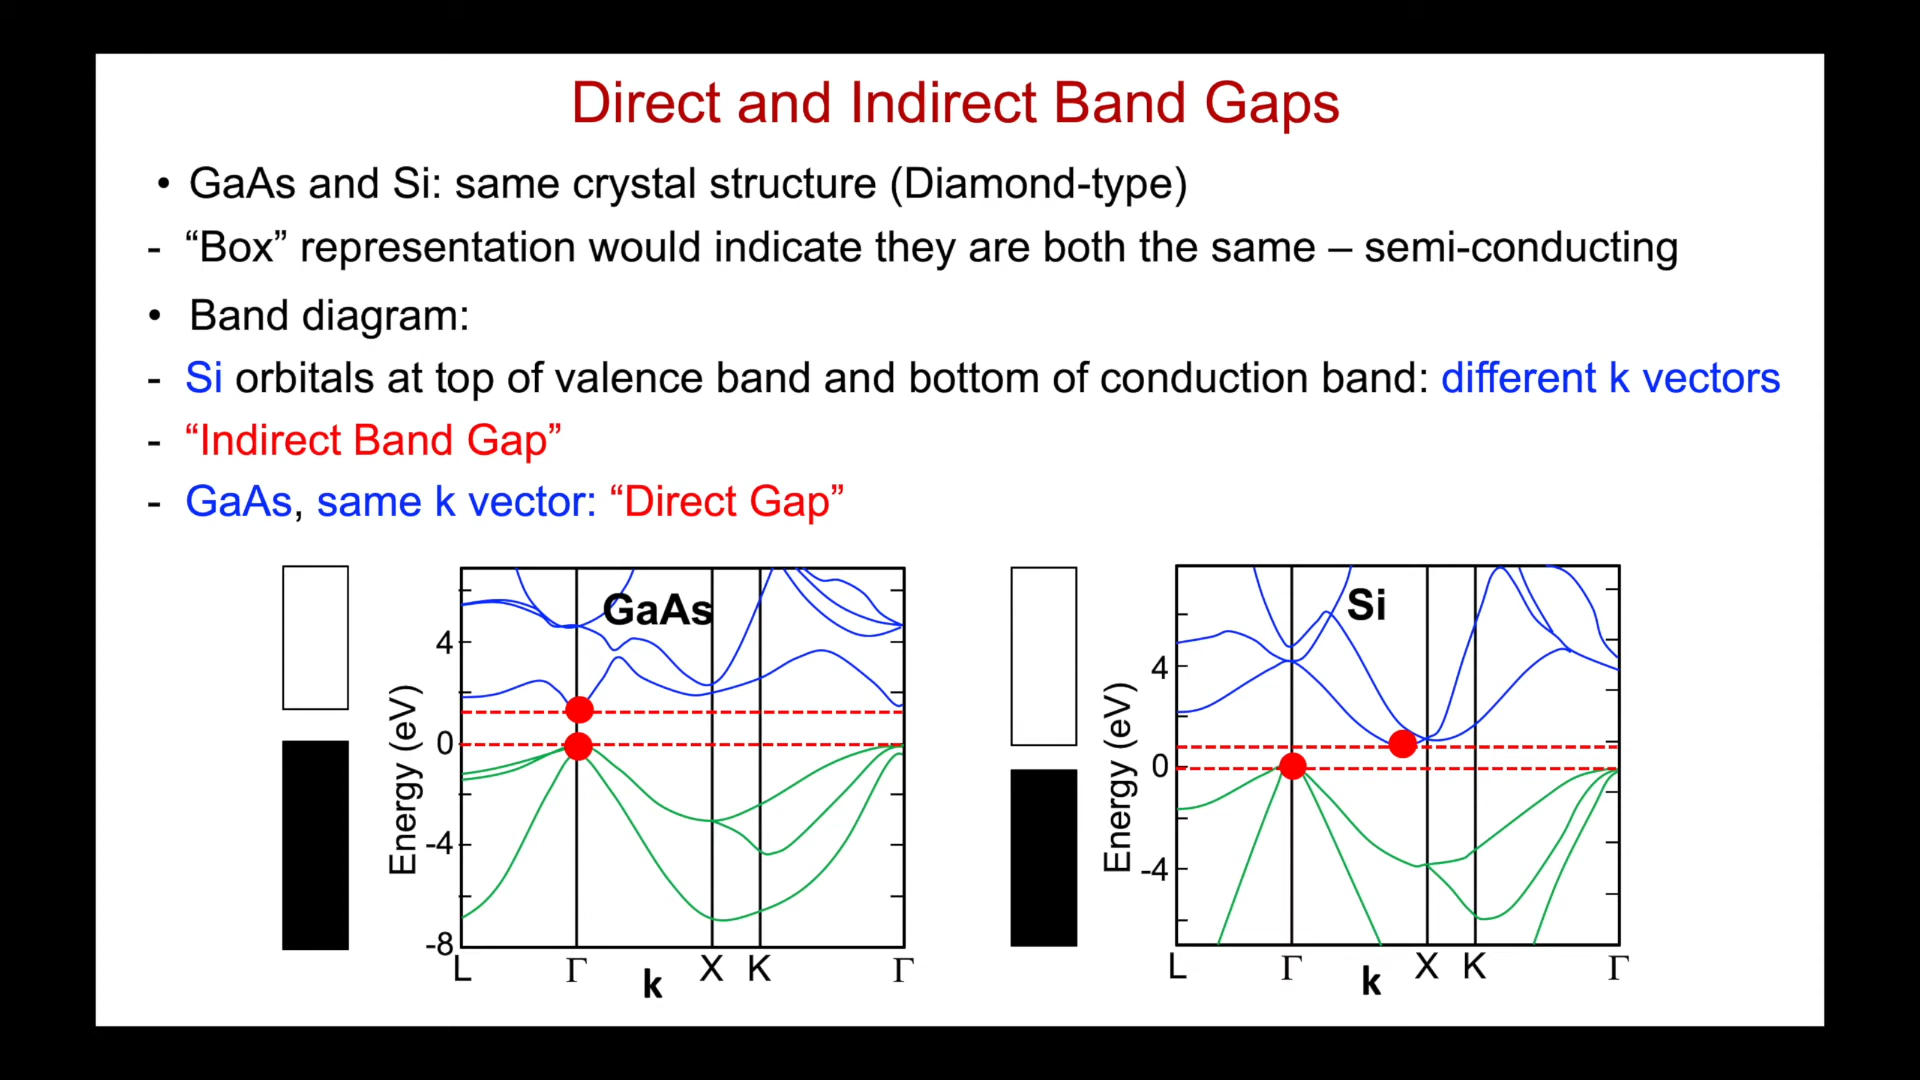 Direct and Indirect Band Gaps
• GaAs and Si: same crystal structure (Diamond-type)
- “Box” representation would indicate they are both the same – semi-conducting
• Band diagram:
- Si orbitals at top of valence band and bottom of conduction band: different k vectors
- “Indirect Band Gap”
- GaAs, same k vector: “Direct Gap”
GaAs
4
0
-4
-8
Energy (eV)
L Γ X K Γ
k
Si
4
0
-4
Energy (eV)
L Γ X K Γ
k